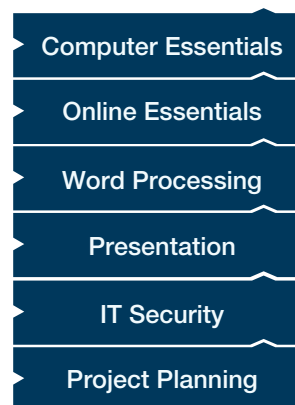 Computer Essentials
Online Essentials
Word Processing
Presentation
IT Security
Project Planning